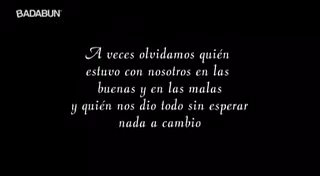 BADABUN
A veces olvidamos quién
estuvo con nosotros en las
buenas y en las malas
y quién nos dio todo sin esperar
nada a cambio